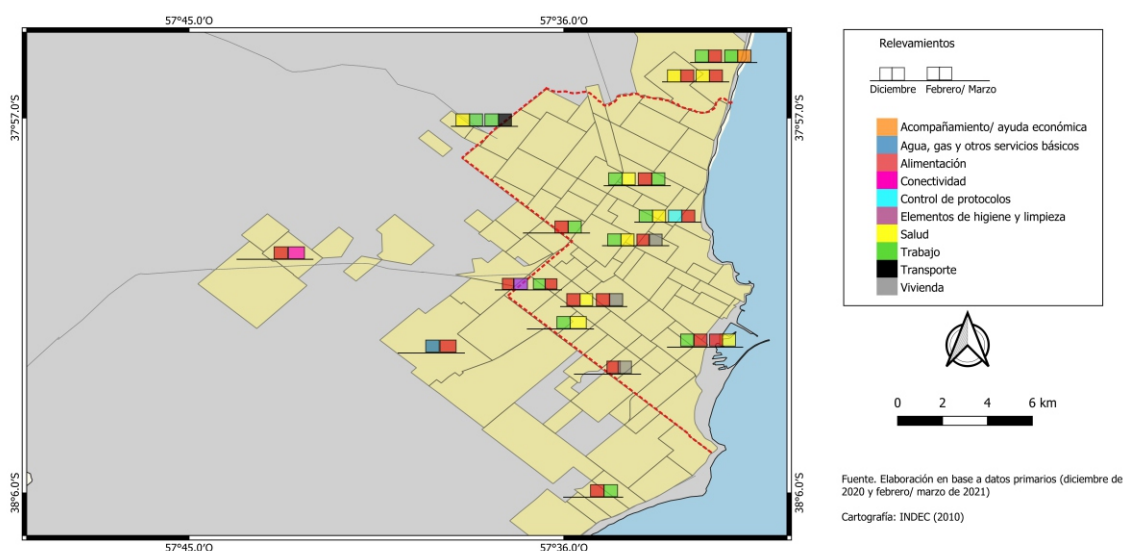 57°45.0'O
57°36.0'O
37°57.0'S
37°57.0'S
38°6.0'S
38°6.0'S
57°45.0'O
57°36.0'O
Relevamientos
Diciembre Febrero/ Marzo
Acompañamiento/ ayuda económica
Agua, gas y otros servicios básicos
Alimentación
Conectividad
Control de protocolos
Elementos de higiene y limpieza
Salud
Trabajo
Transporte
Vivienda
0 2 4 6 km
Fuente. Elaboración en base a datos primarios (diciembre de
2020 y febrero/ marzo de 2021)
Cartografía: INDEC (2010)